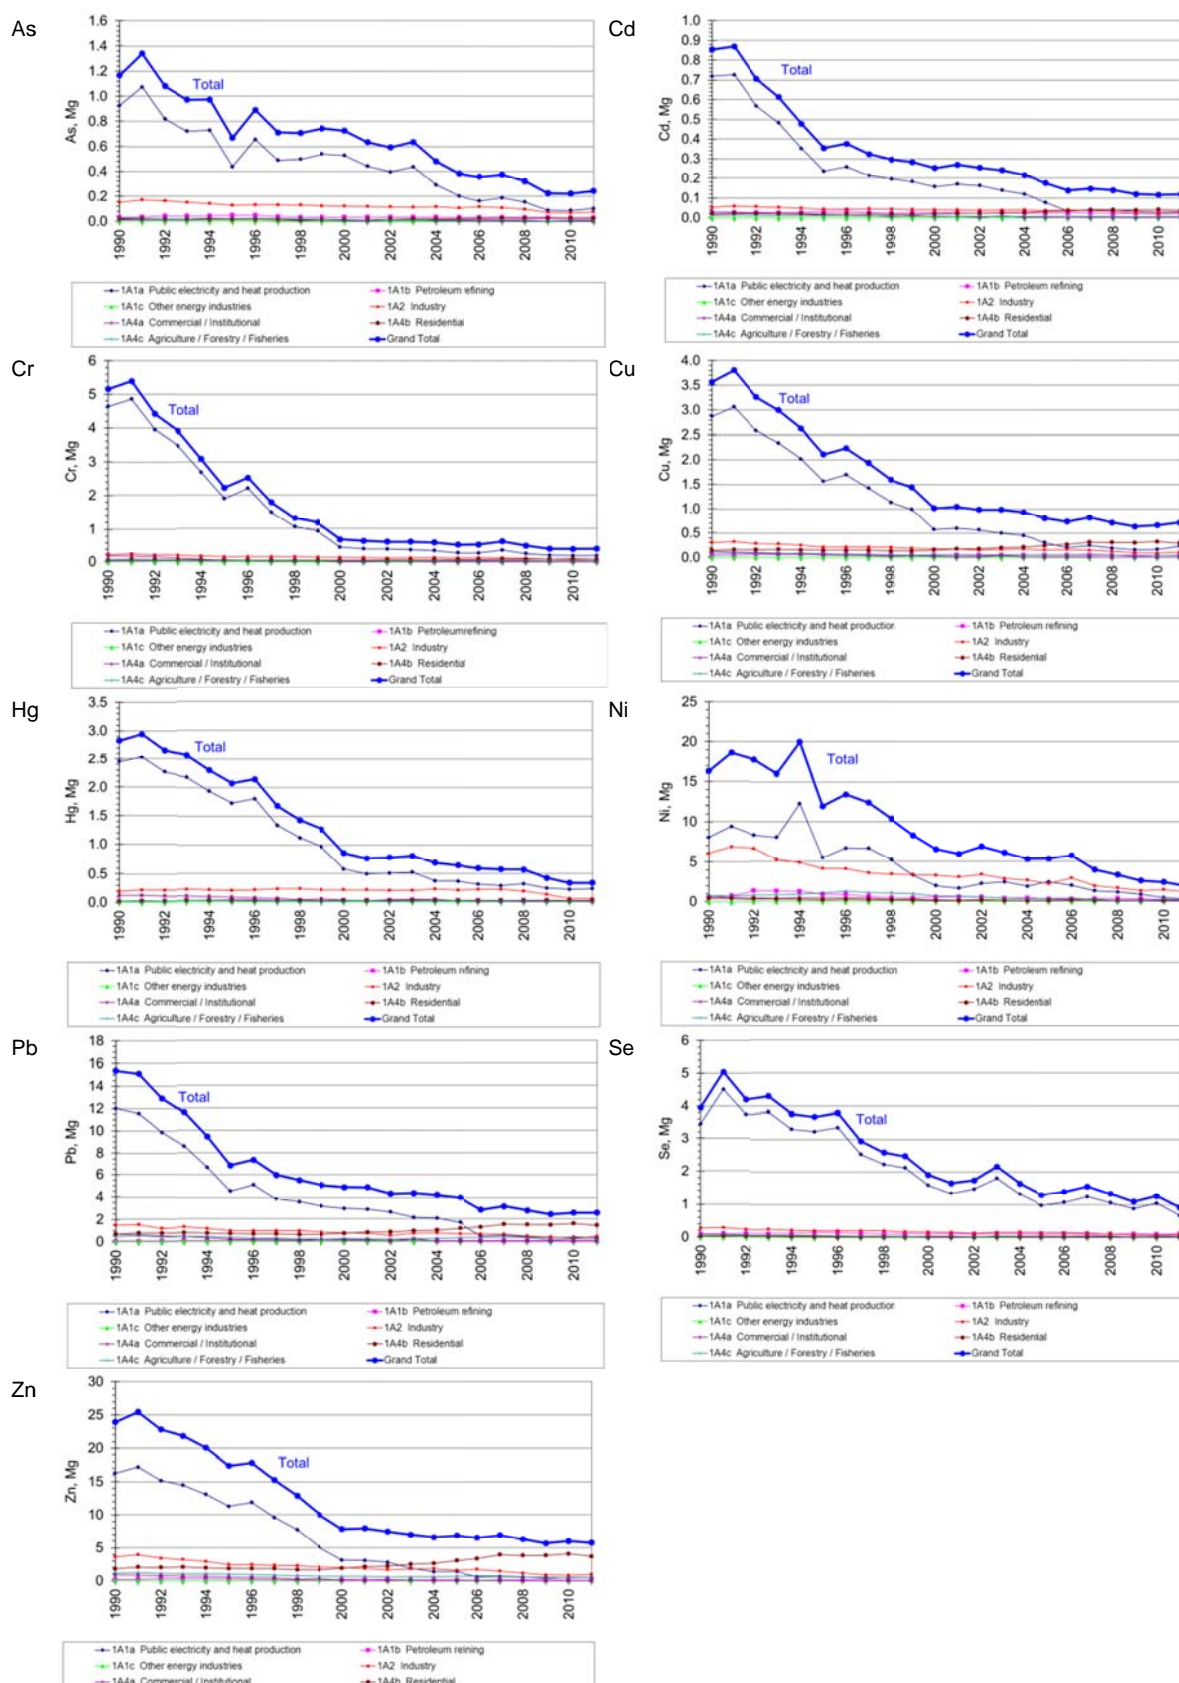 As
1.6
1.4
1.2
1.0
0.8
0.6
0.4
0.2
0.0
As, Mg
Total
1990
1992
1994
1996
1998
2000
2002
2004
2006
2008
2010
1A1a Public electricity and heat production
1A1b Petroleum refining
1A1c Other energy industries
1A2 Industry
1A4a Commercial / Institutional
1A4b Residential
1A4c Agriculture / Forestry / Fisheries
Grand Total
Cd
1.0
0.9
0.8
0.7
0.6
0.5
0.4
0.3
0.2
0.1
0.0
Cd, Mg
Total
1990
1992
1994
1996
1998
2000
2002
2004
2006
2008
2010
1A1a Public electricity and heat production
1A1b Petroleum refining
1A1c Other energy industries
1A2 Industry
1A4a Commercial / Institutional
1A4b Residential
1A4c Agriculture / Forestry / Fisheries
Grand Total
Cr
6
5
4
3
2
1
0
Cr, Mg
Total
1990
1992
1994
1996
1998
2000
2002
2004
2006
2008
2010
1A1a Public electricity and heat production
1A1b Petroleumrefining
1A1c Other energy industries
1A2 Industry
1A4a Commercial / Institutional
1A4b Residential
1A4c Agriculture / Forestry / Fisheries
Grand Total
Cu
4.0
3.5
3.0
2.5
2.0
1.5
1.0
0.5
0.0
Cu, Mg
Total
1990
1992
1994
1996
1998
2000
2002
2004
2006
2008
2010
1A1a Public electricity and heat production
1A1b Petroleum refining
1A1c Other energy industries
1A2 Industry
1A4a Commercial / Institutional
1A4b Residential
1A4c Agriculture / Forestry / Fisheries
Grand Total
Hg
3.5
3.0
2.5
2.0
1.5
1.0
0.5
0.0
Hg, Mg
Total
1990
1992
1994
1996
1998
2000
2002
2004
2006
2008
2010
1A1a Public electricity and heat production
1A1b Petroleum refining
1A1c Other energy industries
1A2 Industry
1A4a Commercial / Institutional
1A4b Residential
1A4c Agriculture / Forestry / Fisheries
Grand Total
Ni
25
20
15
10
5
0
Ni, Mg
Total
1990
1992
1994
1996
1998
2000
2002
2004
2006
2008
2010
1A1a Public electricity and heat production
1A1b Petroleum refining
1A1c Other energy industries
1A2 Industry
1A4a Commercial / Institutional
1A4b Residential
1A4c Agriculture / Forestry / Fisheries
Grand Total
Pb
18
16
14
12
10
8
6
4
2
0
Pb, Mg
Total
1990
1992
1994
1996
1998
2000
2002
2004
2006
2008
2010
1A1a Public electricity and heat production
1A1b Petroleum refining
1A1c Other energy industries
1A2 Industry
1A4a Commercial / Institutional
1A4b Residential
1A4c Agriculture / Forestry / Fisheries
Grand Total
Se
6
5
4
3
2
1
0
Se, Mg
Total
1990
1992
1994
1996
1998
2000
2002
2004
2006
2008
2010
1A1a Public electricity and heat production
1A1b Petroleum refining
1A1c Other energy industries
1A2 Industry
1A4a Commercial / Institutional
1A4b Residential
1A4c Agriculture / Forestry / Fisheries
Grand Total
Zn
30
25
20
15
10
5
0
Zn, Mg
Total
1990
1992
1994
1996
1998
2000
2002
2004
2006
2008
2010
1A1a Public electricity and heat production
1A1b Petroleum reining
1A1c Other energy industries
1A2 Industry
1A4a Commercial / Institutional
1A4b Residential